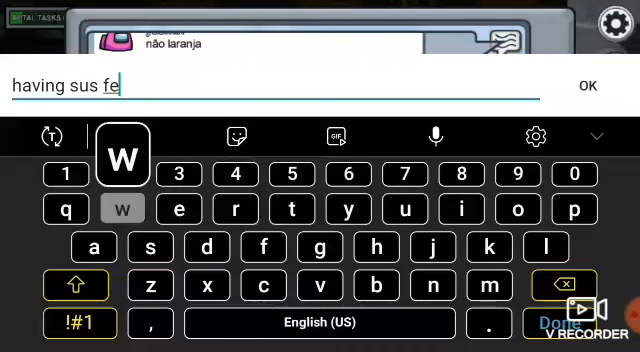 TOTAL TASKS
não laranja
having sus fe
OK
T
GIF
W
1 3 4 5 6 7 8 9 0
q w e r t y u i o p
a s d f g h j k l
z x c v b n m
!#1 , English (US) . Done
V RECORDER